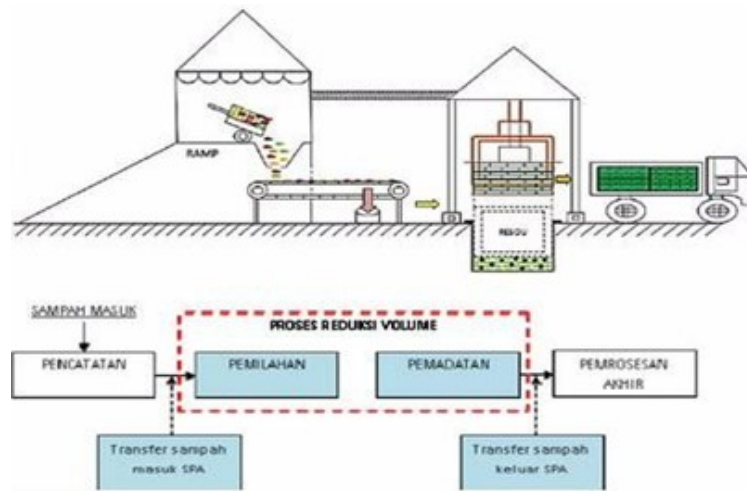 RAMP
SAMPAH MASUK
PROSES REDUKSI VOLUME
PENCATATAN
PEMILAHAN
PEMADATAN
PEMROSESAN
AKHIR
Transfer sampah
masuk SPA
Transfer sampah
keluar SPA